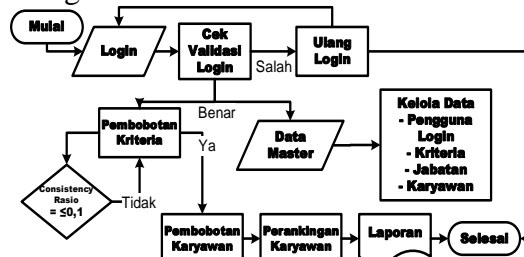 Mulai
Login
Cek
Validasi
Login
Salah
Ulang
Login
Benar
Pembobotan
Kriteria
Ya
Data
Master
Kelola Data
- Pengguna
Login
- Kriteria
- Jabatan
- Karyawan
Consistency
Rasio
= ≤0,1
Tidak
Pembobotan
Karyawan
Perankingan
Karyawan
Laporan
Selesai